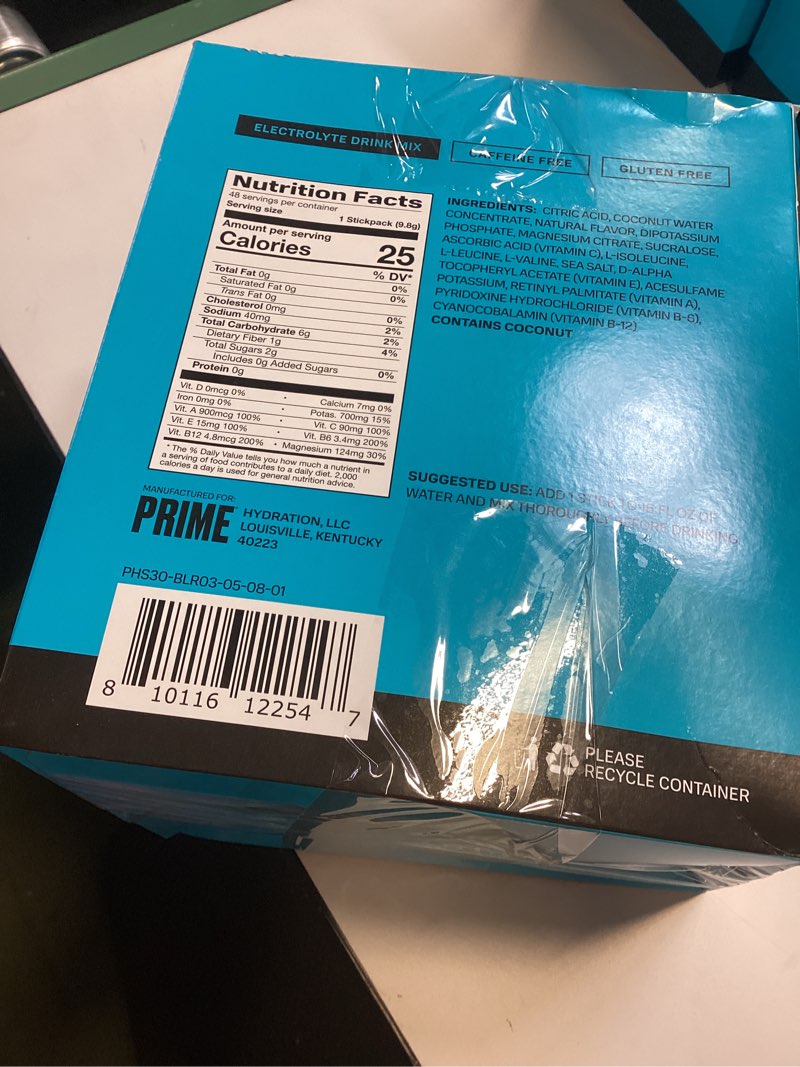 ELECTROLYTE DRINK MIX
CAFFEINE FREE
GLUTEN FREE
Nutrition Facts
48 servings per container
Serving size 1 Stickpack (9.8g)
Amount per serving
Calories 25
% DV*
Total Fat 0g 0%
Saturated Fat 0g 0%
Trans Fat 0g
Cholesterol 0mg 0%
Sodium 40mg 2%
Total Carbohydrate 6g 2%
Dietary Fiber 1g 4%
Total Sugars 2g
Includes 0g Added Sugars 0%
Protein 0g
Vit. D 0mcg 0% • Calcium 7mg 0%
Iron 0mg 0% • Potas. 700mg 15%
Vit. A 900mcg 100% • Vit. C 90mg 100%
Vit. E 15mg 100% • Vit. B6 3.4mg 200%
Vit. B12 4.8mcg 200% • Magnesium 124mg 30%
* The % Daily Value tells you how much a nutrient in
a serving of food contributes to a daily diet. 2,000
calories a day is used for general nutrition advice.
INGREDIENTS: CITRIC ACID, COCONUT WATER
CONCENTRATE, NATURAL FLAVOR, DIPOTASSIUM
PHOSPHATE, MAGNESIUM CITRATE, SUCRALOSE,
ASCORBIC ACID (VITAMIN C), L-ISOLEUCINE,
L-LEUCINE, L-VALINE, SEA SALT, D-ALPHA
TOCOPHERYL ACETATE (VITAMIN E), ACESULFAME
POTASSIUM, RETINYL PALMITATE (VITAMIN A),
PYRIDOXINE HYDROCHLORIDE (VITAMIN B-6),
CYANOCOBALAMIN (VITAMIN B-12)
CONTAINS COCONUT
SUGGESTED USE: ADD 1 STICK TO 16 FL OZ OF
WATER AND MIX THOROUGHLY BEFORE DRINKING.
MANUFACTURED FOR:
PRIME HYDRATION, LLC
LOUISVILLE, KENTUCKY
40223
PHS30-BLR03-05-08-01
8 10116 12254 7
PLEASE
RECYCLE CONTAINER